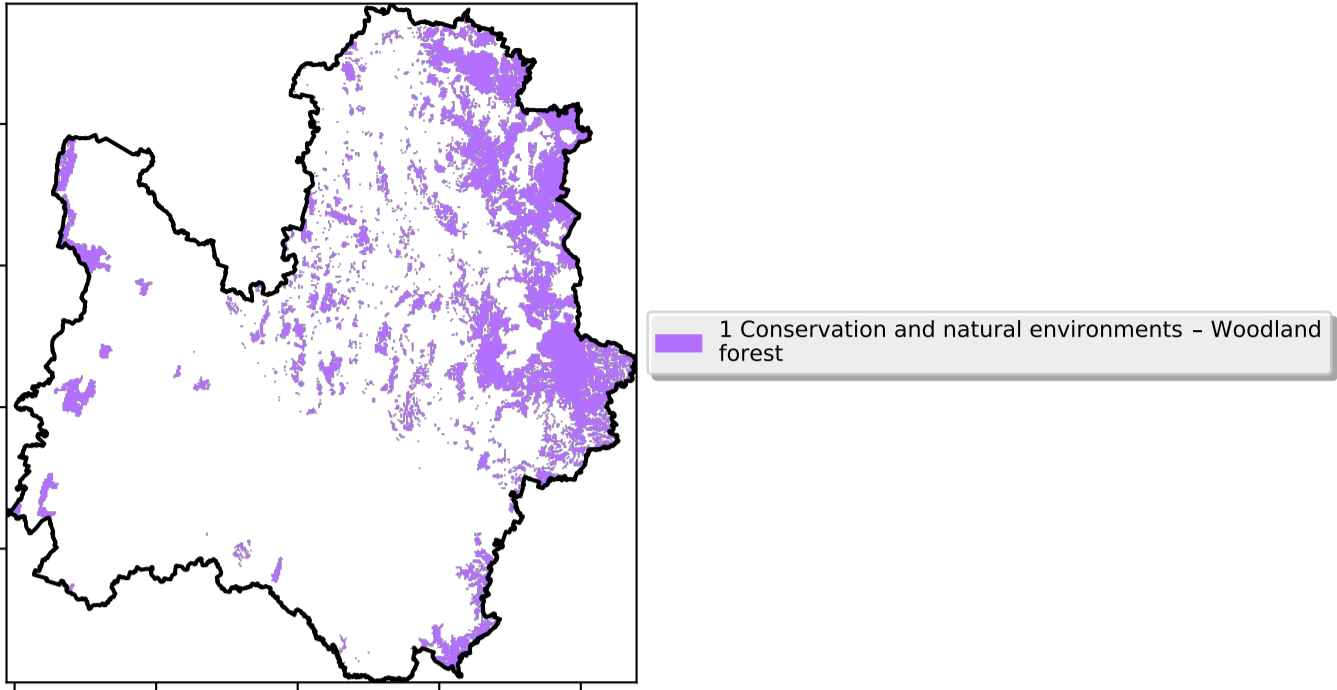 1 Conservation and natural environments – Woodland
forest